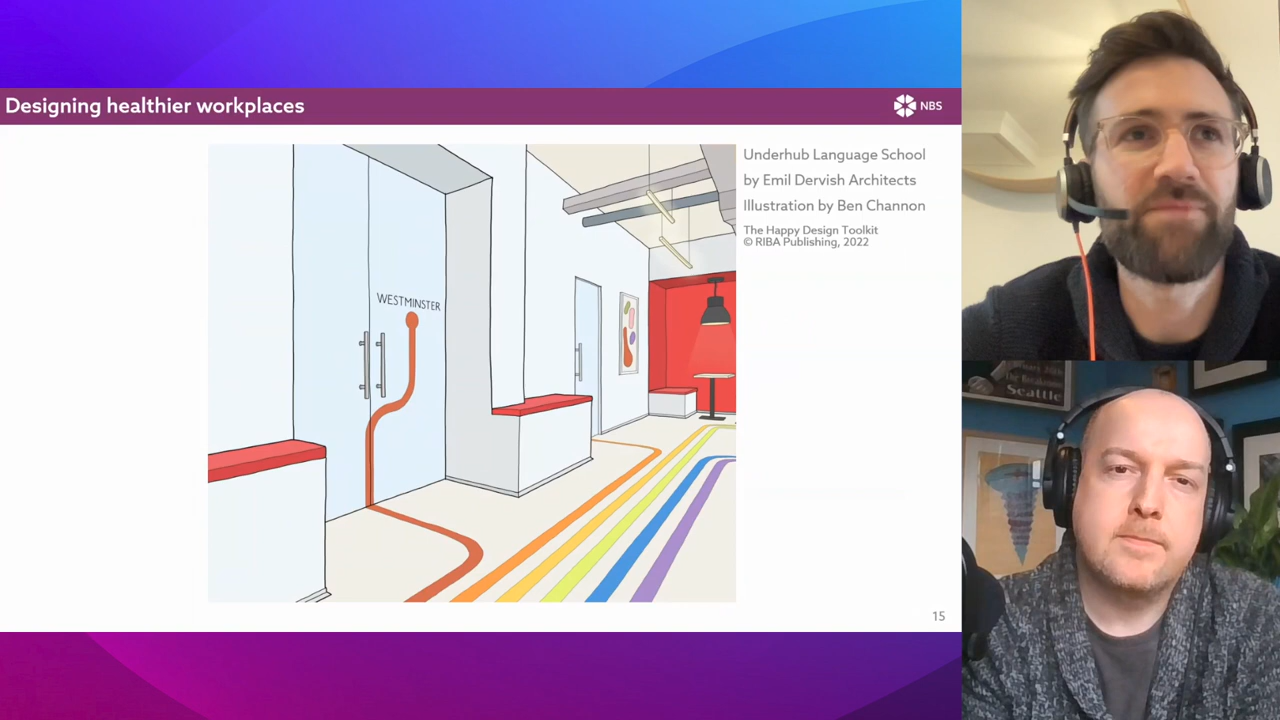 Designing healthier workplaces
NBS
Underhub Language School
by Emil Dervish Architects
Illustration by Ben Channon
The Happy Design Toolkit
© RIBA Publishing, 2022
WESTMINSTER
15
Seattle